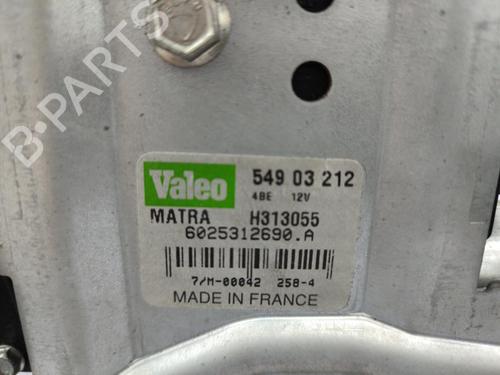 B-PARTS
Valeo 549 03 212
4BE 12V
MATRA H313055
6025312690.A
7/M-00042 258-4
MADE IN FRANCE